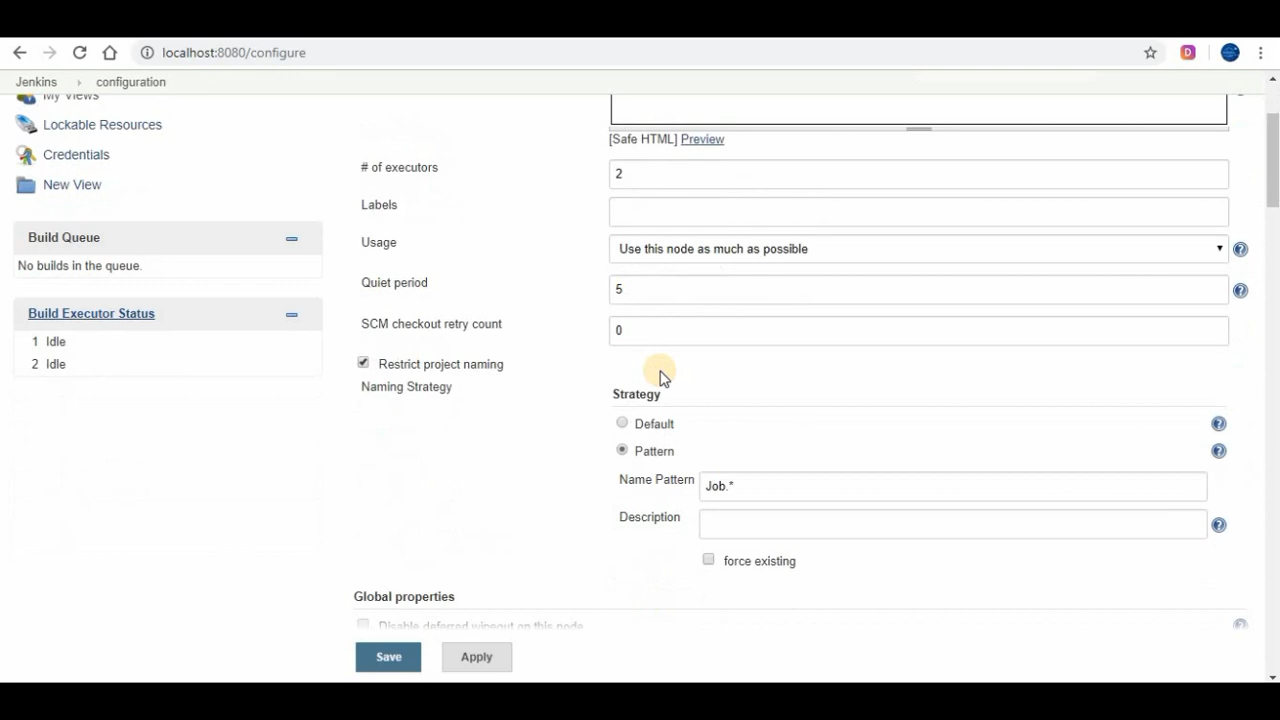 localhost:8080/configure
D
Jenkins > configuration
My Views
Lockable Resources
Credentials
New View
Build Queue
No builds in the queue.
Build Executor Status
1 Idle
2 Idle
[Safe HTML] Preview
# of executors 2
Labels
Usage Use this node as much as possible
Quiet period 5
SCM checkout retry count 0
Restrict project naming
Naming Strategy
Strategy
Default
Pattern
Name Pattern Job.*
Description
force existing
Global properties
Disable deferred wipeout on this node
Save Apply